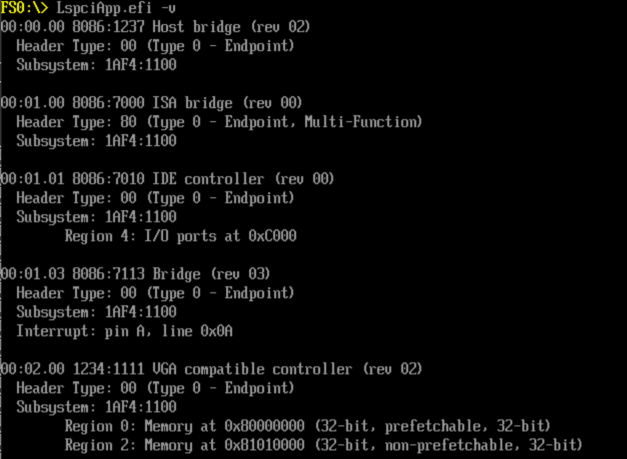 FS0:\> LspciApp.efi -v
00:00.00 8086:1237 Host bridge (rev 02)
  Header Type: 00 (Type 0 - Endpoint)
  Subsystem: 1AF4:1100

00:01.00 8086:7000 ISA bridge (rev 00)
  Header Type: 80 (Type 0 - Endpoint, Multi-Function)
  Subsystem: 1AF4:1100

00:01.01 8086:7010 IDE controller (rev 00)
  Header Type: 00 (Type 0 - Endpoint)
  Subsystem: 1AF4:1100
        Region 4: I/O ports at 0xC000

00:01.03 8086:7113 Bridge (rev 03)
  Header Type: 00 (Type 0 - Endpoint)
  Subsystem: 1AF4:1100
  Interrupt: pin A, line 0x0A

00:02.00 1234:1111 VGA compatible controller (rev 02)
  Header Type: 00 (Type 0 - Endpoint)
  Subsystem: 1AF4:1100
        Region 0: Memory at 0x80000000 (32-bit, prefetchable, 32-bit)
        Region 2: Memory at 0x81010000 (32-bit, non-prefetchable, 32-bit)